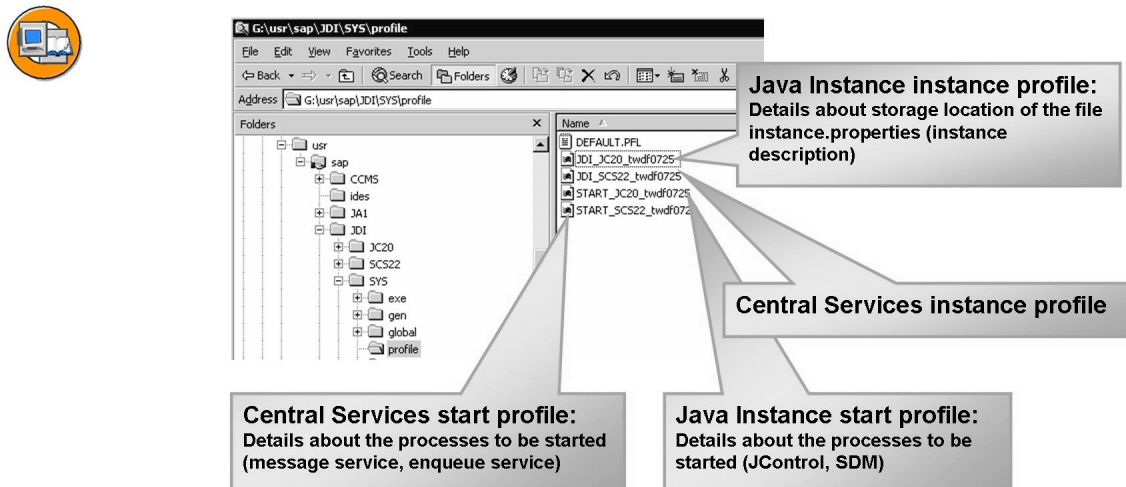 G:\usr\sap\JDI\SYS\profile
File Edit View Favorites Tools Help
Back Search Folders
Address G:\usr\sap\JDI\SYS\profile
Folders
usr
sap
CCMS
ides
JA1
JDI
JC20
SCS22
SYS
exe
gen
global
profile
Name
DEFAULT.PFL
JDI_JC20_twdf0725
JDI_SCS22_twdf0725
START_JC20_twdf0725
START_SCS22_twdf072
Java Instance instance profile:
Details about storage location of the file
instance.properties (instance
description)
Central Services instance profile
Central Services start profile:
Details about the processes to be started
(message service, enqueue service)
Java Instance start profile:
Details about the processes to be
started (JControl, SDM)